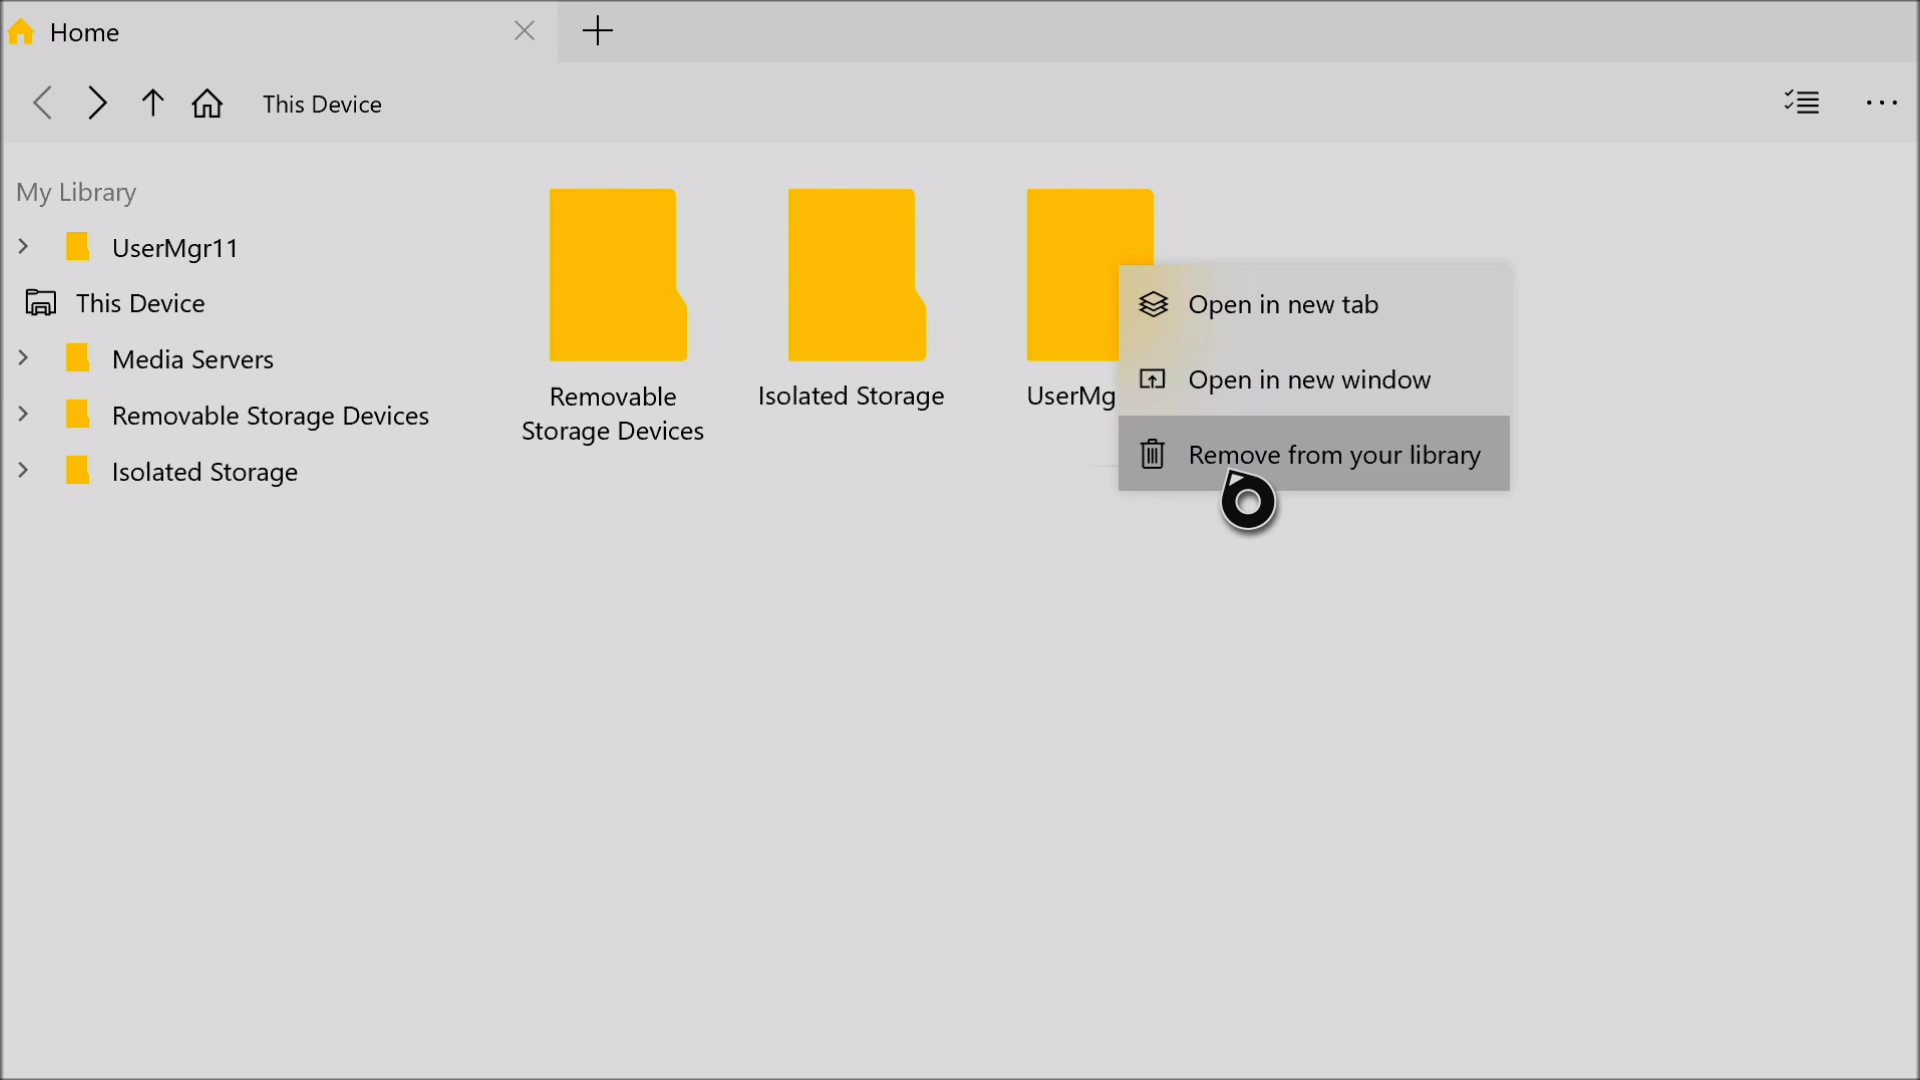 Home
This Device
My Library
UserMgr11
This Device
Media Servers
Removable Storage Devices
Isolated Storage
Removable
Storage Devices
Isolated Storage
UserMg
Open in new tab
Open in new window
Remove from your library